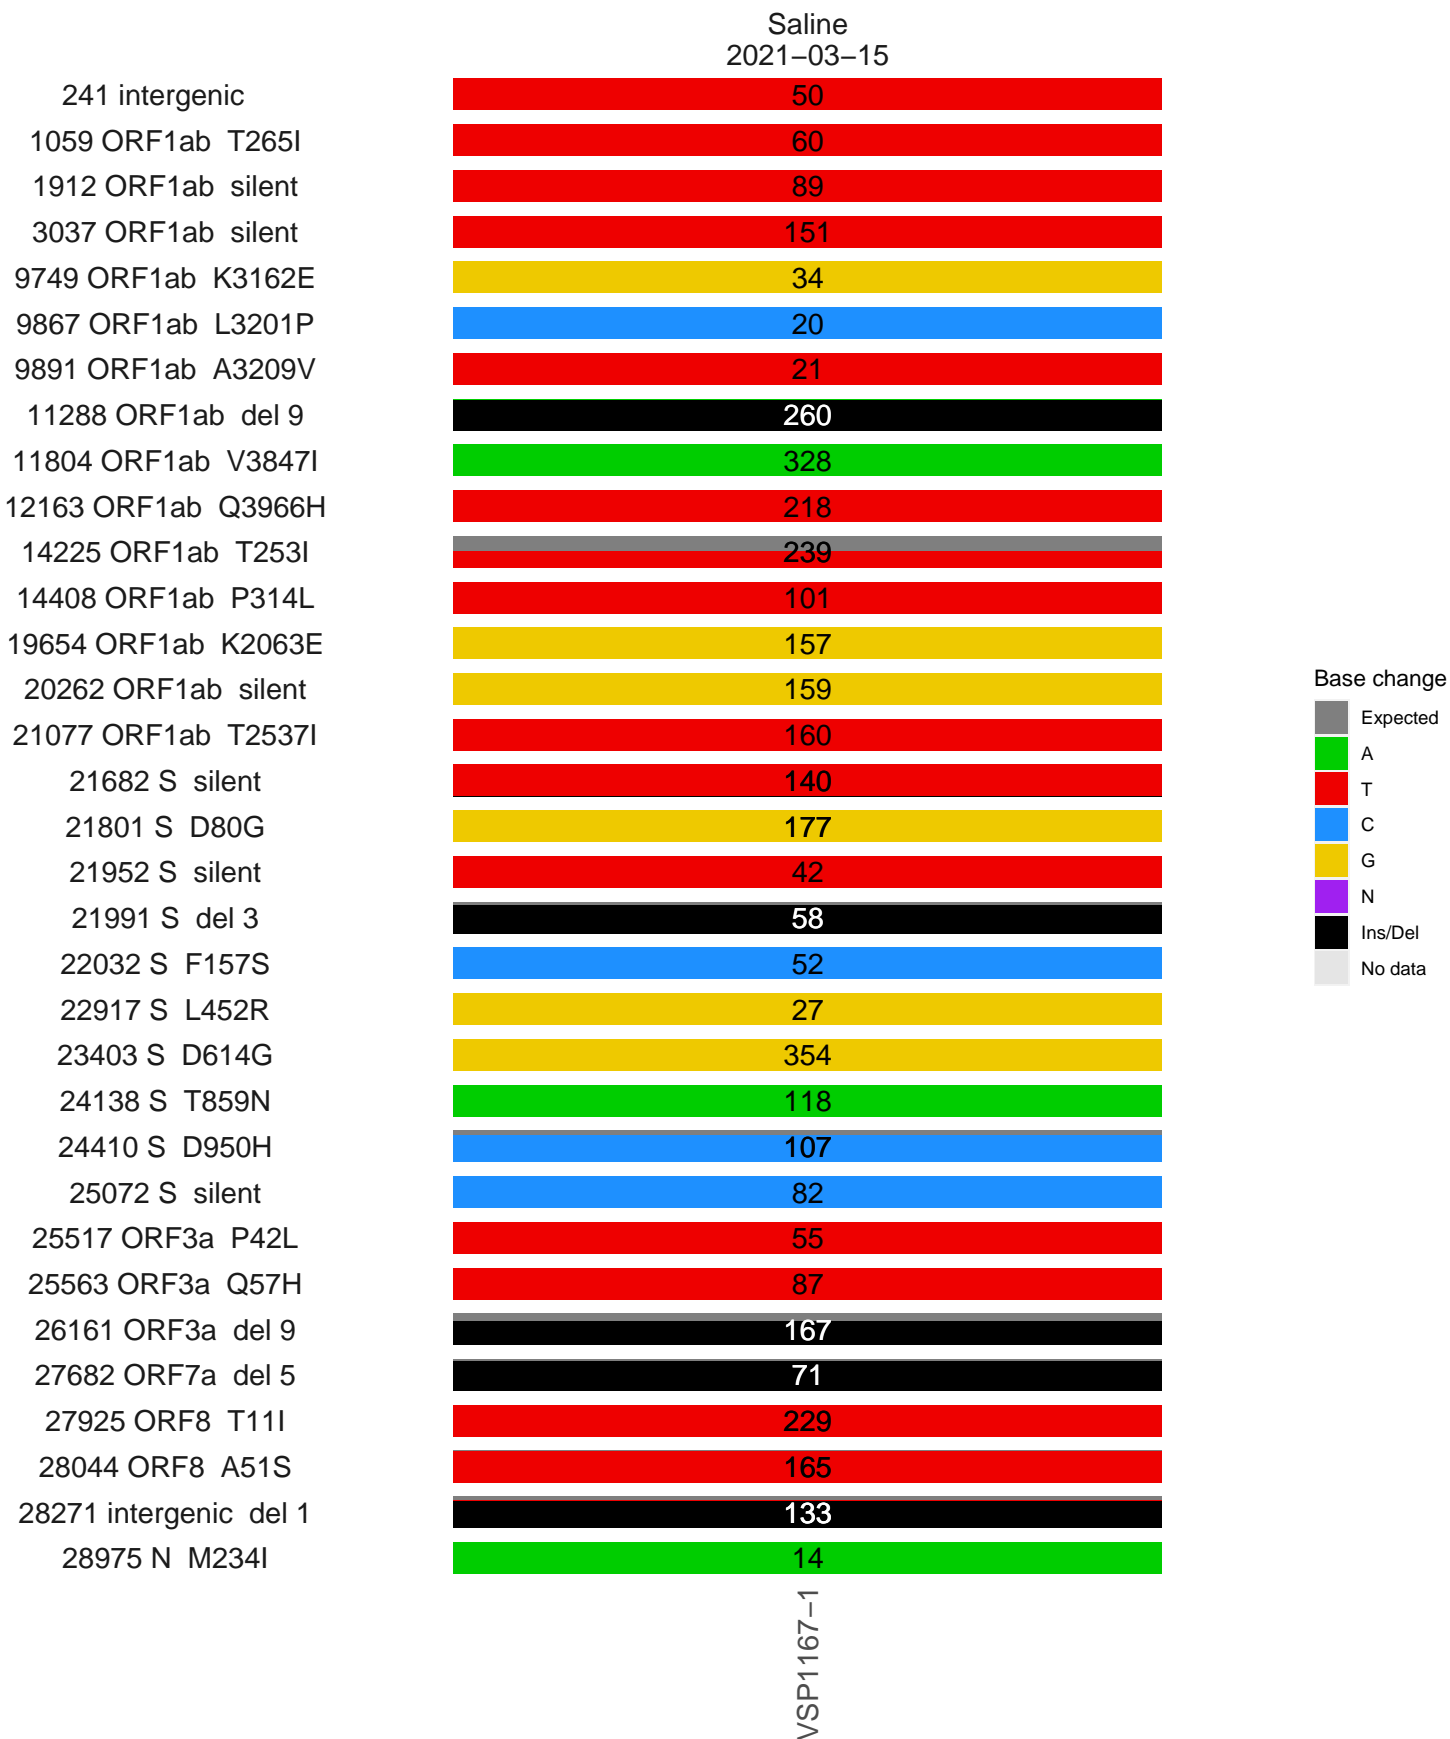 Saline
2021−03−15
241 intergenic 50
1059 ORF1ab T265I 60
1912 ORF1ab silent 89
3037 ORF1ab silent 151
9749 ORF1ab K3162E 34
9867 ORF1ab L3201P 20
9891 ORF1ab A3209V 21
11288 ORF1ab del 9 260
11804 ORF1ab V3847I 328
12163 ORF1ab Q3966H 218
14225 ORF1ab T253I 239
14408 ORF1ab P314L 101
19654 ORF1ab K2063E 157
20262 ORF1ab silent 159
21077 ORF1ab T2537I 160
21682 S silent 140
21801 S D80G 177
21952 S silent 42
21991 S del 3 58
22032 S F157S 52
22917 S L452R 27
23403 S D614G 354
24138 S T859N 118
24410 S D950H 107
25072 S silent 82
25517 ORF3a P42L 55
25563 ORF3a Q57H 87
26161 ORF3a del 9 167
27682 ORF7a del 5 71
27925 ORF8 T11I 229
28044 ORF8 A51S 165
28271 intergenic del 1 133
28975 N M234I 14
VSP1167−1
Base change
Expected
A
T
C
G
N
Ins/Del
No data